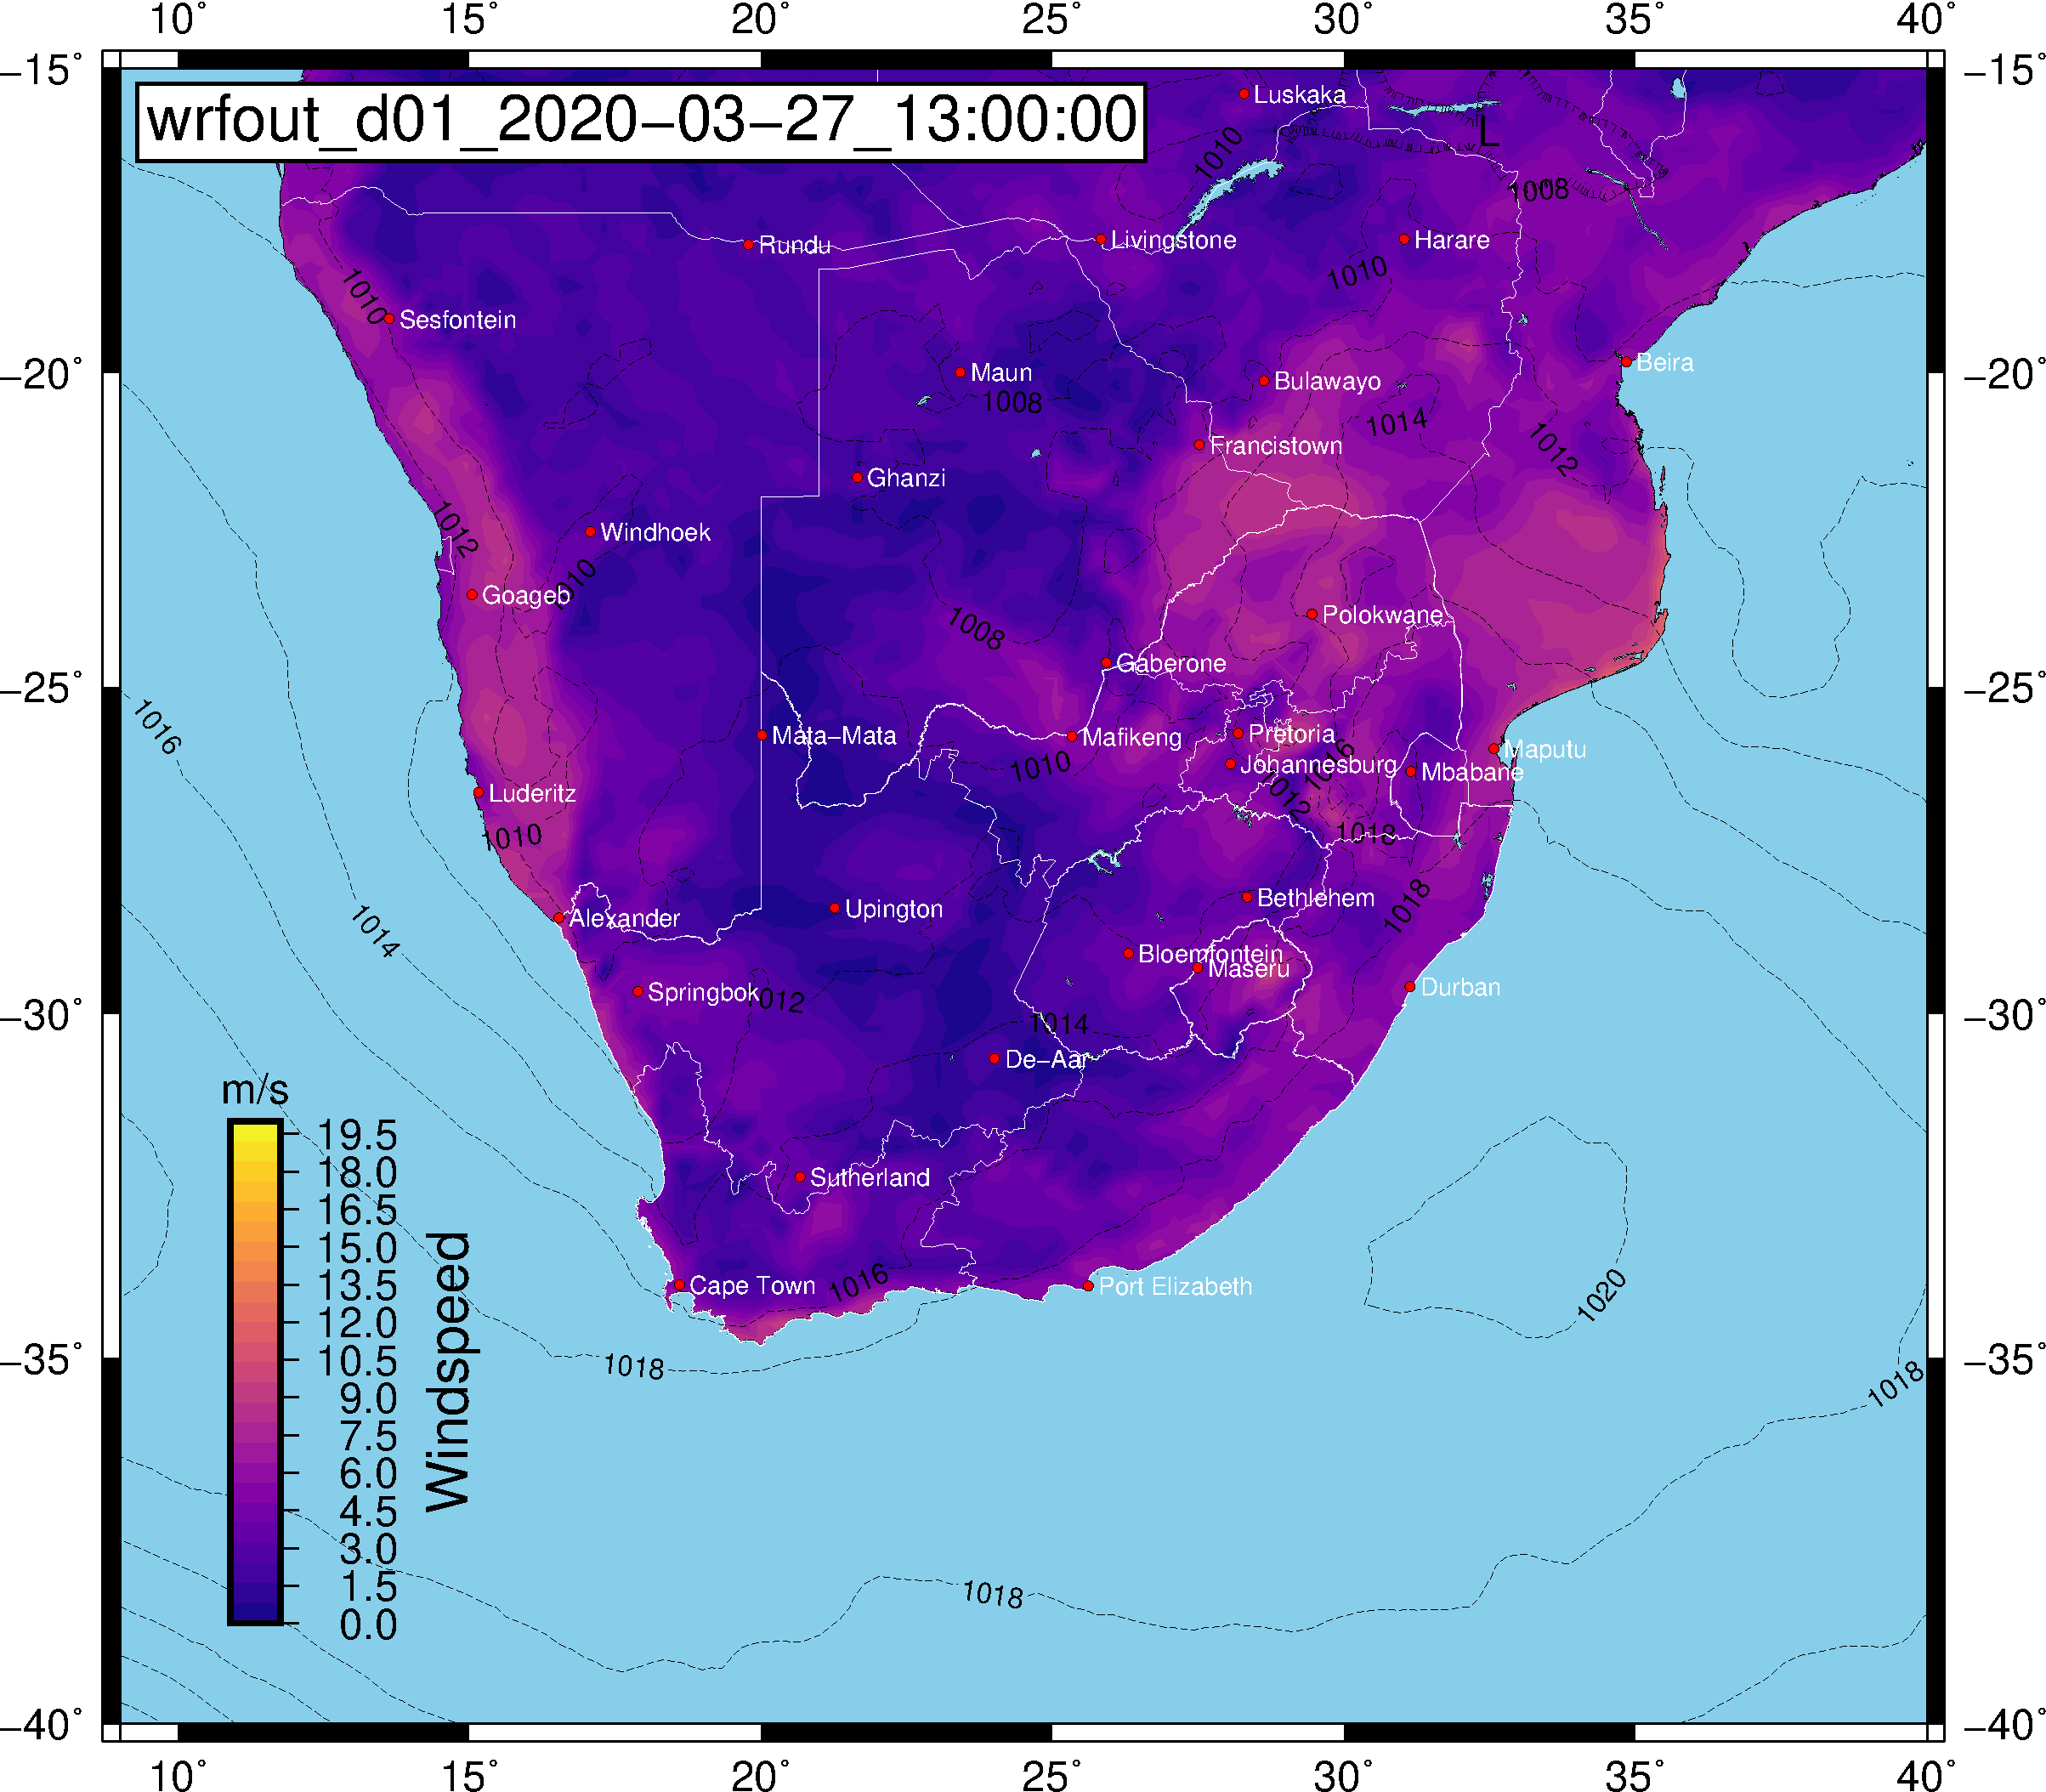 10° 15° 20° 25° 30° 35° 40°
−15° −15°
wrfout_d01_2020−03−27_13:00:00
Luskaka
L
1010
1008
Rundu
Livingstone
Harare
1010
1010
Sesfontein
−20° −20°
Beira
Maun
Bulawayo
1008
1014
1012
Francistown
Ghanzi
1012
Windhoek
1010
Goageb
1008
Polokwane
Gaberone
−25° −25°
1016
Mata−Mata
Mafikeng
Pretoria
Maputu
1010
Johannesburg
1016
Mbabane
1012
Luderitz
1010
1018
Bethlehem
1018
Upington
Alexander
1014
Bloemfontein
Maseru
Durban
Springbok
1012
−30° −30°
1014
De−Aar
m/s
19.5
18.0
16.5
15.0
13.5
12.0
10.5
9.0
7.5
6.0
4.5
3.0
1.5
0.0
Windspeed
Sutherland
Cape Town
1016
Port Elizabeth
1020
1018
−35° −35°
1018
1018
−40° −40°
10° 15° 20° 25° 30° 35° 40°